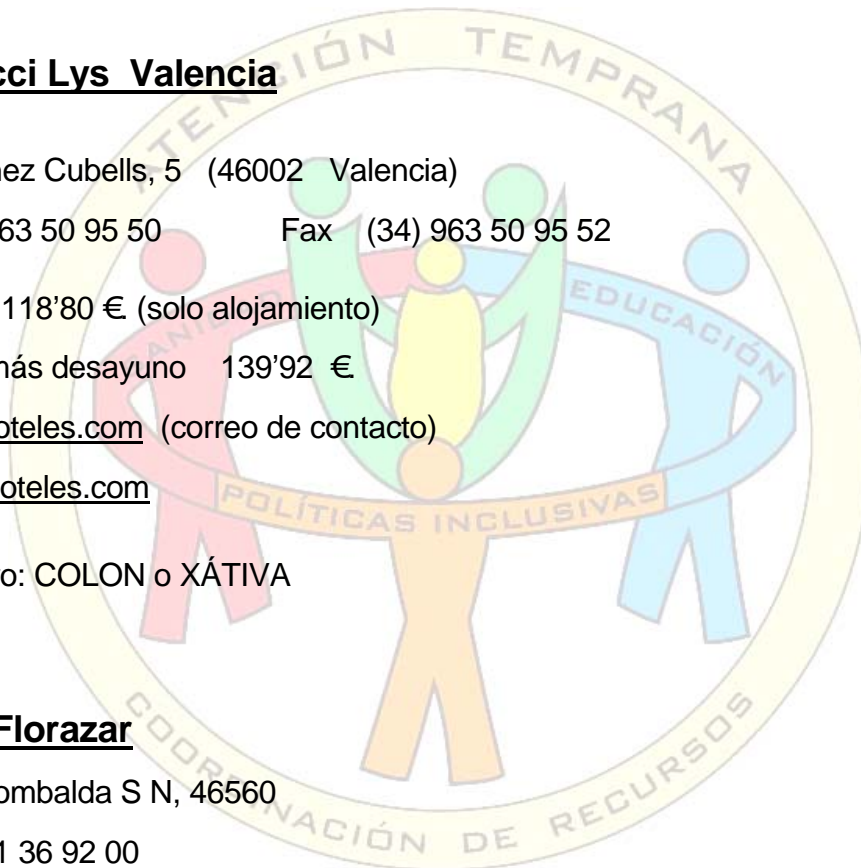 cci Lys Valencia
nez Cubells, 5 (46002 Valencia)
63 50 95 50 Fax (34) 963 50 95 52
118’80 €. (solo alojamiento)
más desayuno 139’92 €.
oteles.com (correo de contacto)
oteles.com
ro: COLON o XÁTIVA
Florazar
ombalda S N, 46560
1 36 92 00
ATENCIÓN TEMPRANA
SANIDAD
EDUCACIÓN
POLÍTICAS INCLUSIVAS
COORDINACIÓN DE RECURSOS